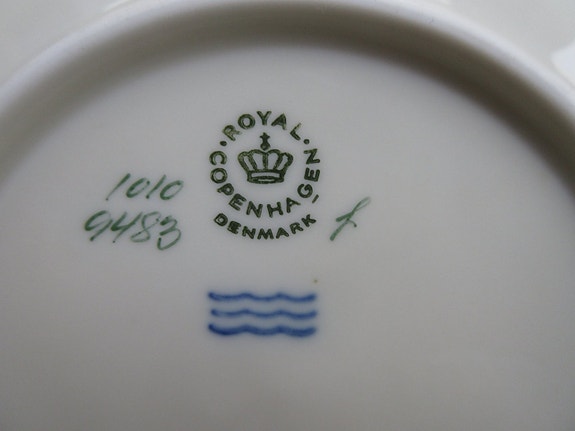 ROYAL
COPENHAGEN
DENMARK
1010
9483
f